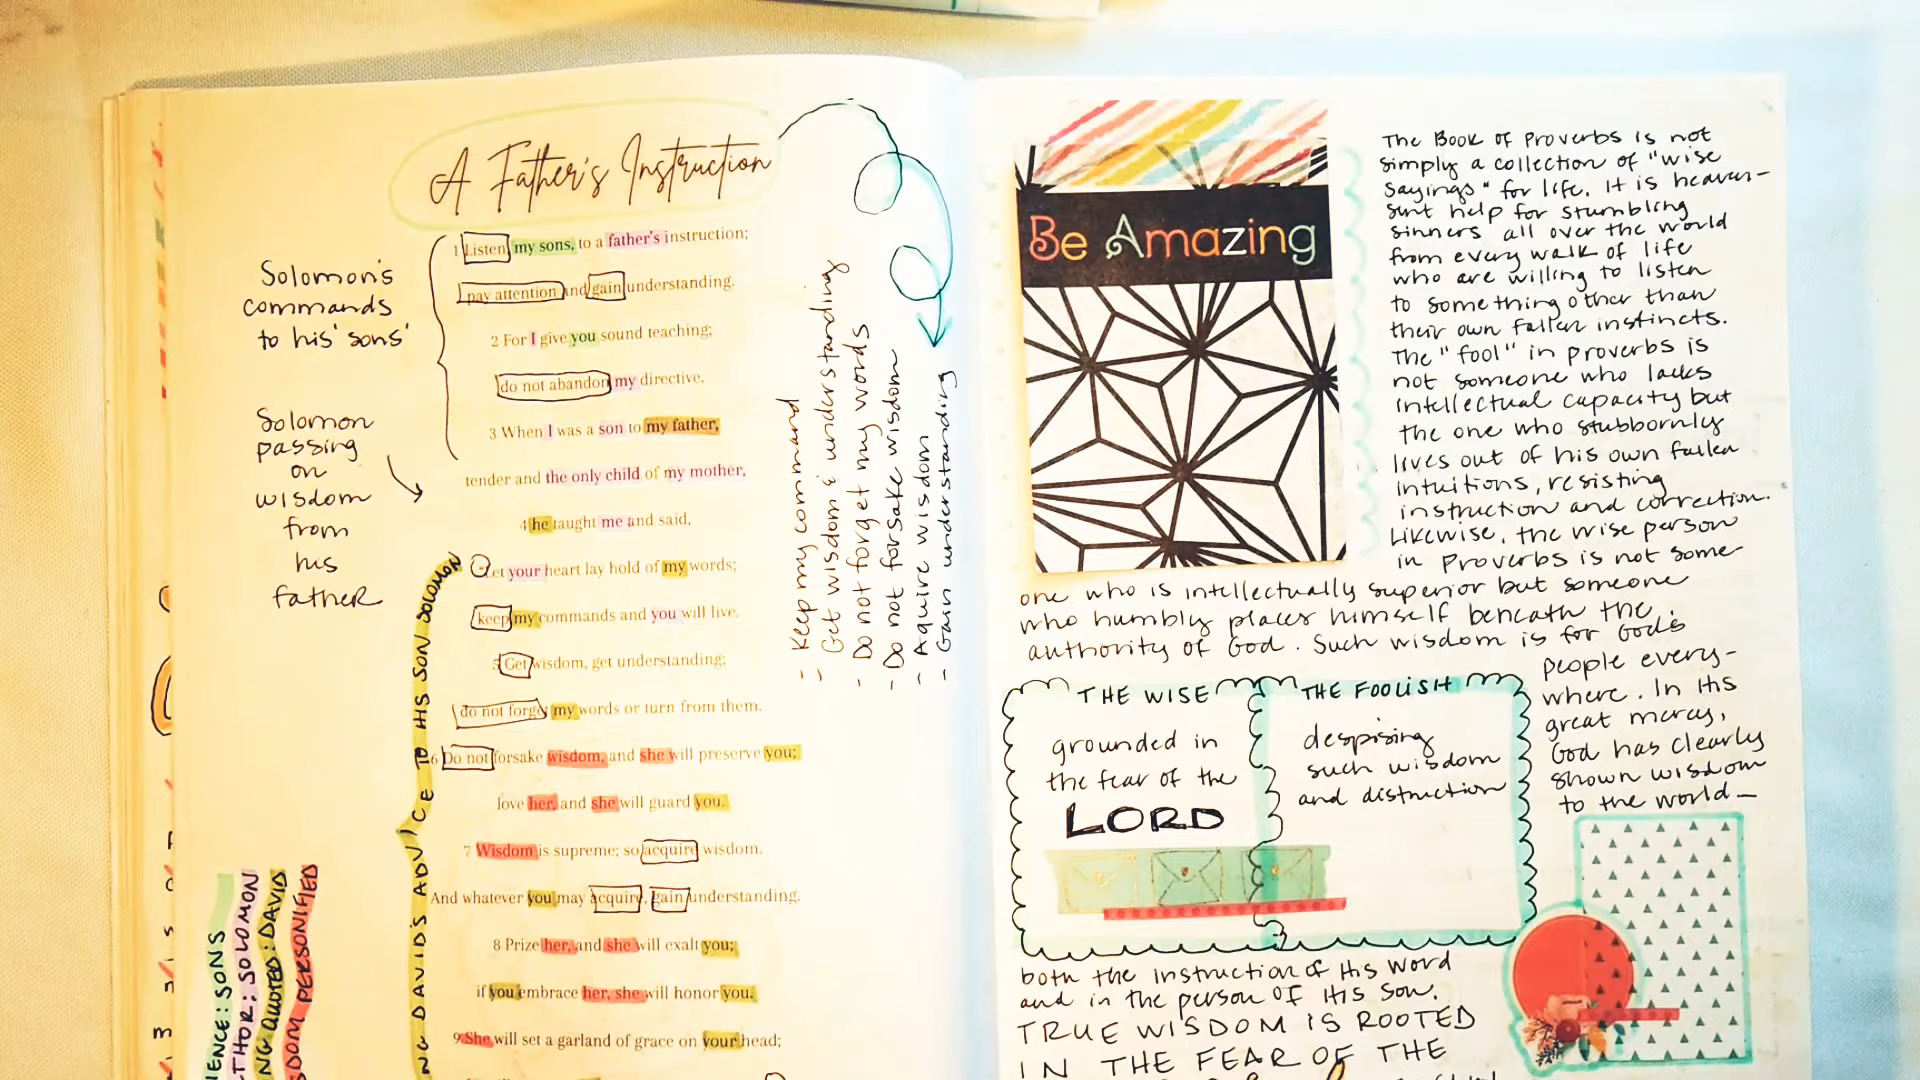 A Father's Instruction
1 Listen, my sons, to a father's instruction;
pay attention and gain understanding.
2 For I give you sound teaching;
do not abandon my directive.
3 When I was a son to my father,
tender and the only child of my mother,
4 he taught me and said,
"Let your heart lay hold of my words;
keep my commands and you will live.
5 Get wisdom, get understanding;
do not forget my words or turn from them.
6 Do not forsake wisdom, and she will preserve you;
love her, and she will guard you.
7 Wisdom is supreme; so acquire wisdom.
And whatever you may acquire, gain understanding.
8 Prize her, and she will exalt you;
if you embrace her, she will honor you.
9 She will set a garland of grace on your head;
Solomon's
commands
to his 'sons'
Solomon
passing
on
wisdom
from
his
father
NG DAVID'S ADVICE TO HIS SON SOLOMON
IENCE: SONS
THOR: SOLOMON
NG QUOTED: DAVID
SDOM PERSONIFIED
- Keep my command
- Get wisdom & understanding
- Do not forget my words
- Do not forsake wisdom
- Aquire wisdom
- Gain understanding
Be Amazing
The Book of Proverbs is not
simply a collection of "wise
sayings" for life. It is heaven-
sent help for stumbling
sinners all over the world
from every walk of life
who are willing to listen
to something other than
their own fallen instincts.
The "fool" in proverbs is
not someone who lacks
intellectual capacity but
the one who stubbornly
lives out of his own fallen
intuitions, resisting
instruction and correction.
Likewise, the wise person
in Proverbs is not some-
one who is intellectually superior but someone
who humbly places himself beneath the
authority of God. Such wisdom is for God's
people every-
where. In His
great mercy,
God has clearly
shown wisdom
to the world—
THE WISE
grounded in
the fear of the
LORD
THE FOOLISH
despising
such wisdom
and distruction
both the instruction of His word
and in the person of His Son.
TRUE WISDOM IS ROOTED
IN THE FEAR OF THE